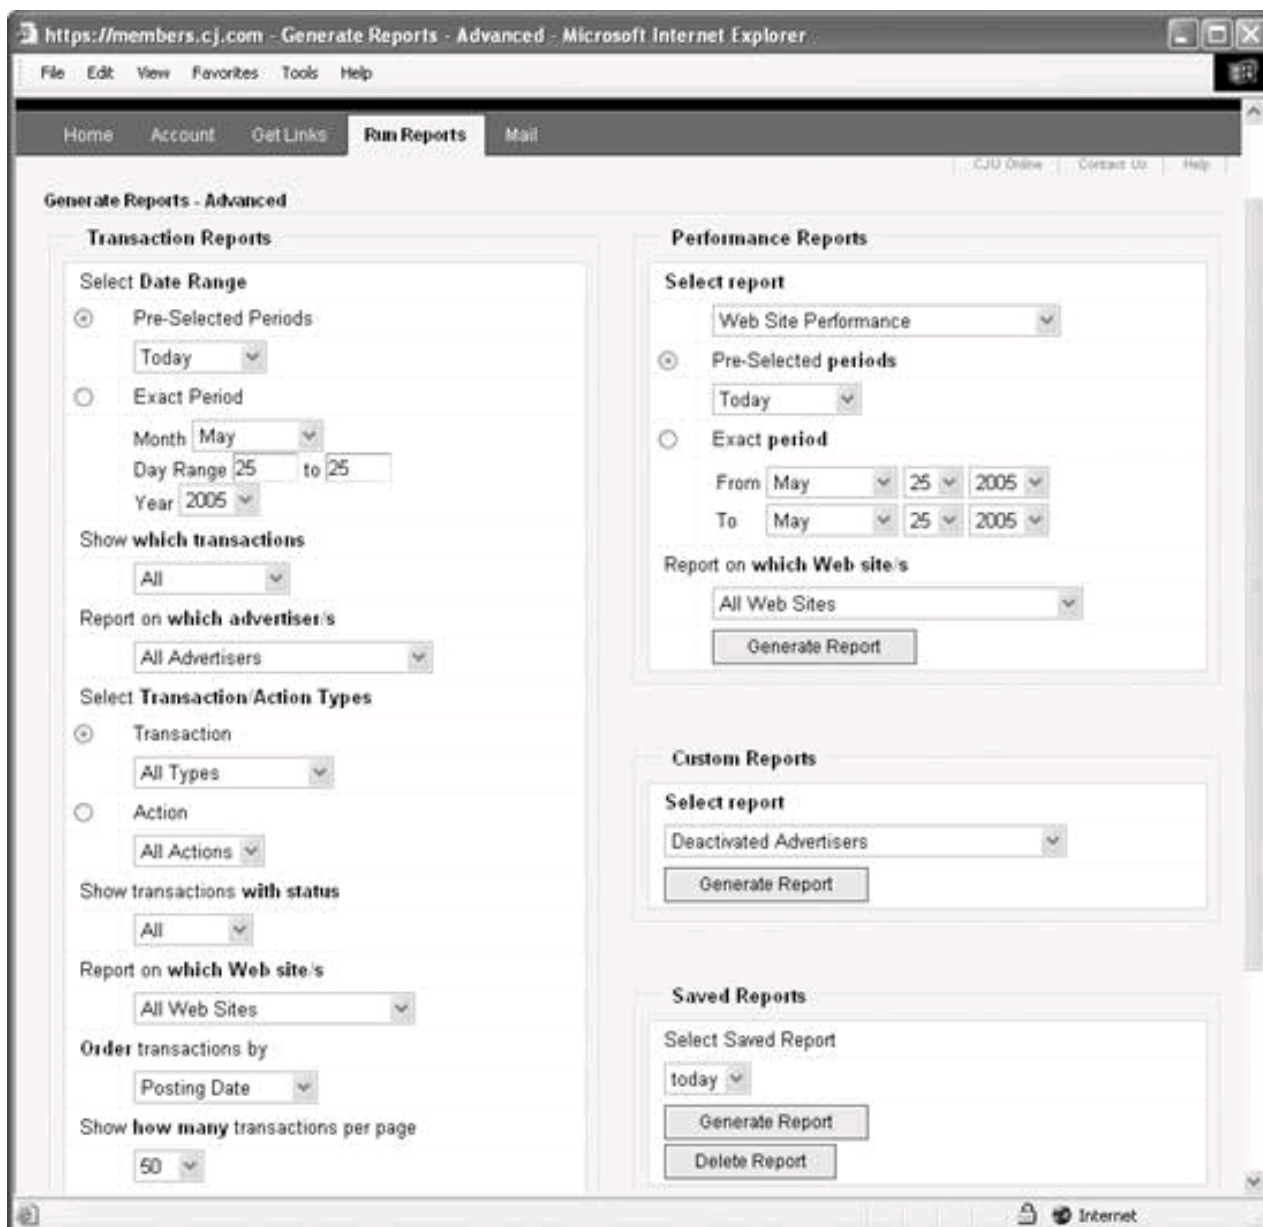 https://members.cj.com - Generate Reports - Advanced - Microsoft Internet Explorer
File Edit View Favorites Tools Help
Home Account Get Links Run Reports Mail
CJU Online Contact Us Help
Generate Reports - Advanced
Transaction Reports
Select Date Range
Pre-Selected Periods
Today
Exact Period
Month May
Day Range 25 to 25
Year 2005
Show which transactions
All
Report on which advertiser/s
All Advertisers
Select Transaction/Action Types
Transaction
All Types
Action
All Actions
Show transactions with status
All
Report on which Web site/s
All Web Sites
Order transactions by
Posting Date
Show how many transactions per page
50
Performance Reports
Select report
Web Site Performance
Pre-Selected periods
Today
Exact period
From May 25 2005
To May 25 2005
Report on which Web site/s
All Web Sites
Generate Report
Custom Reports
Select report
Deactivated Advertisers
Generate Report
Saved Reports
Select Saved Report
today
Generate Report
Delete Report
Internet